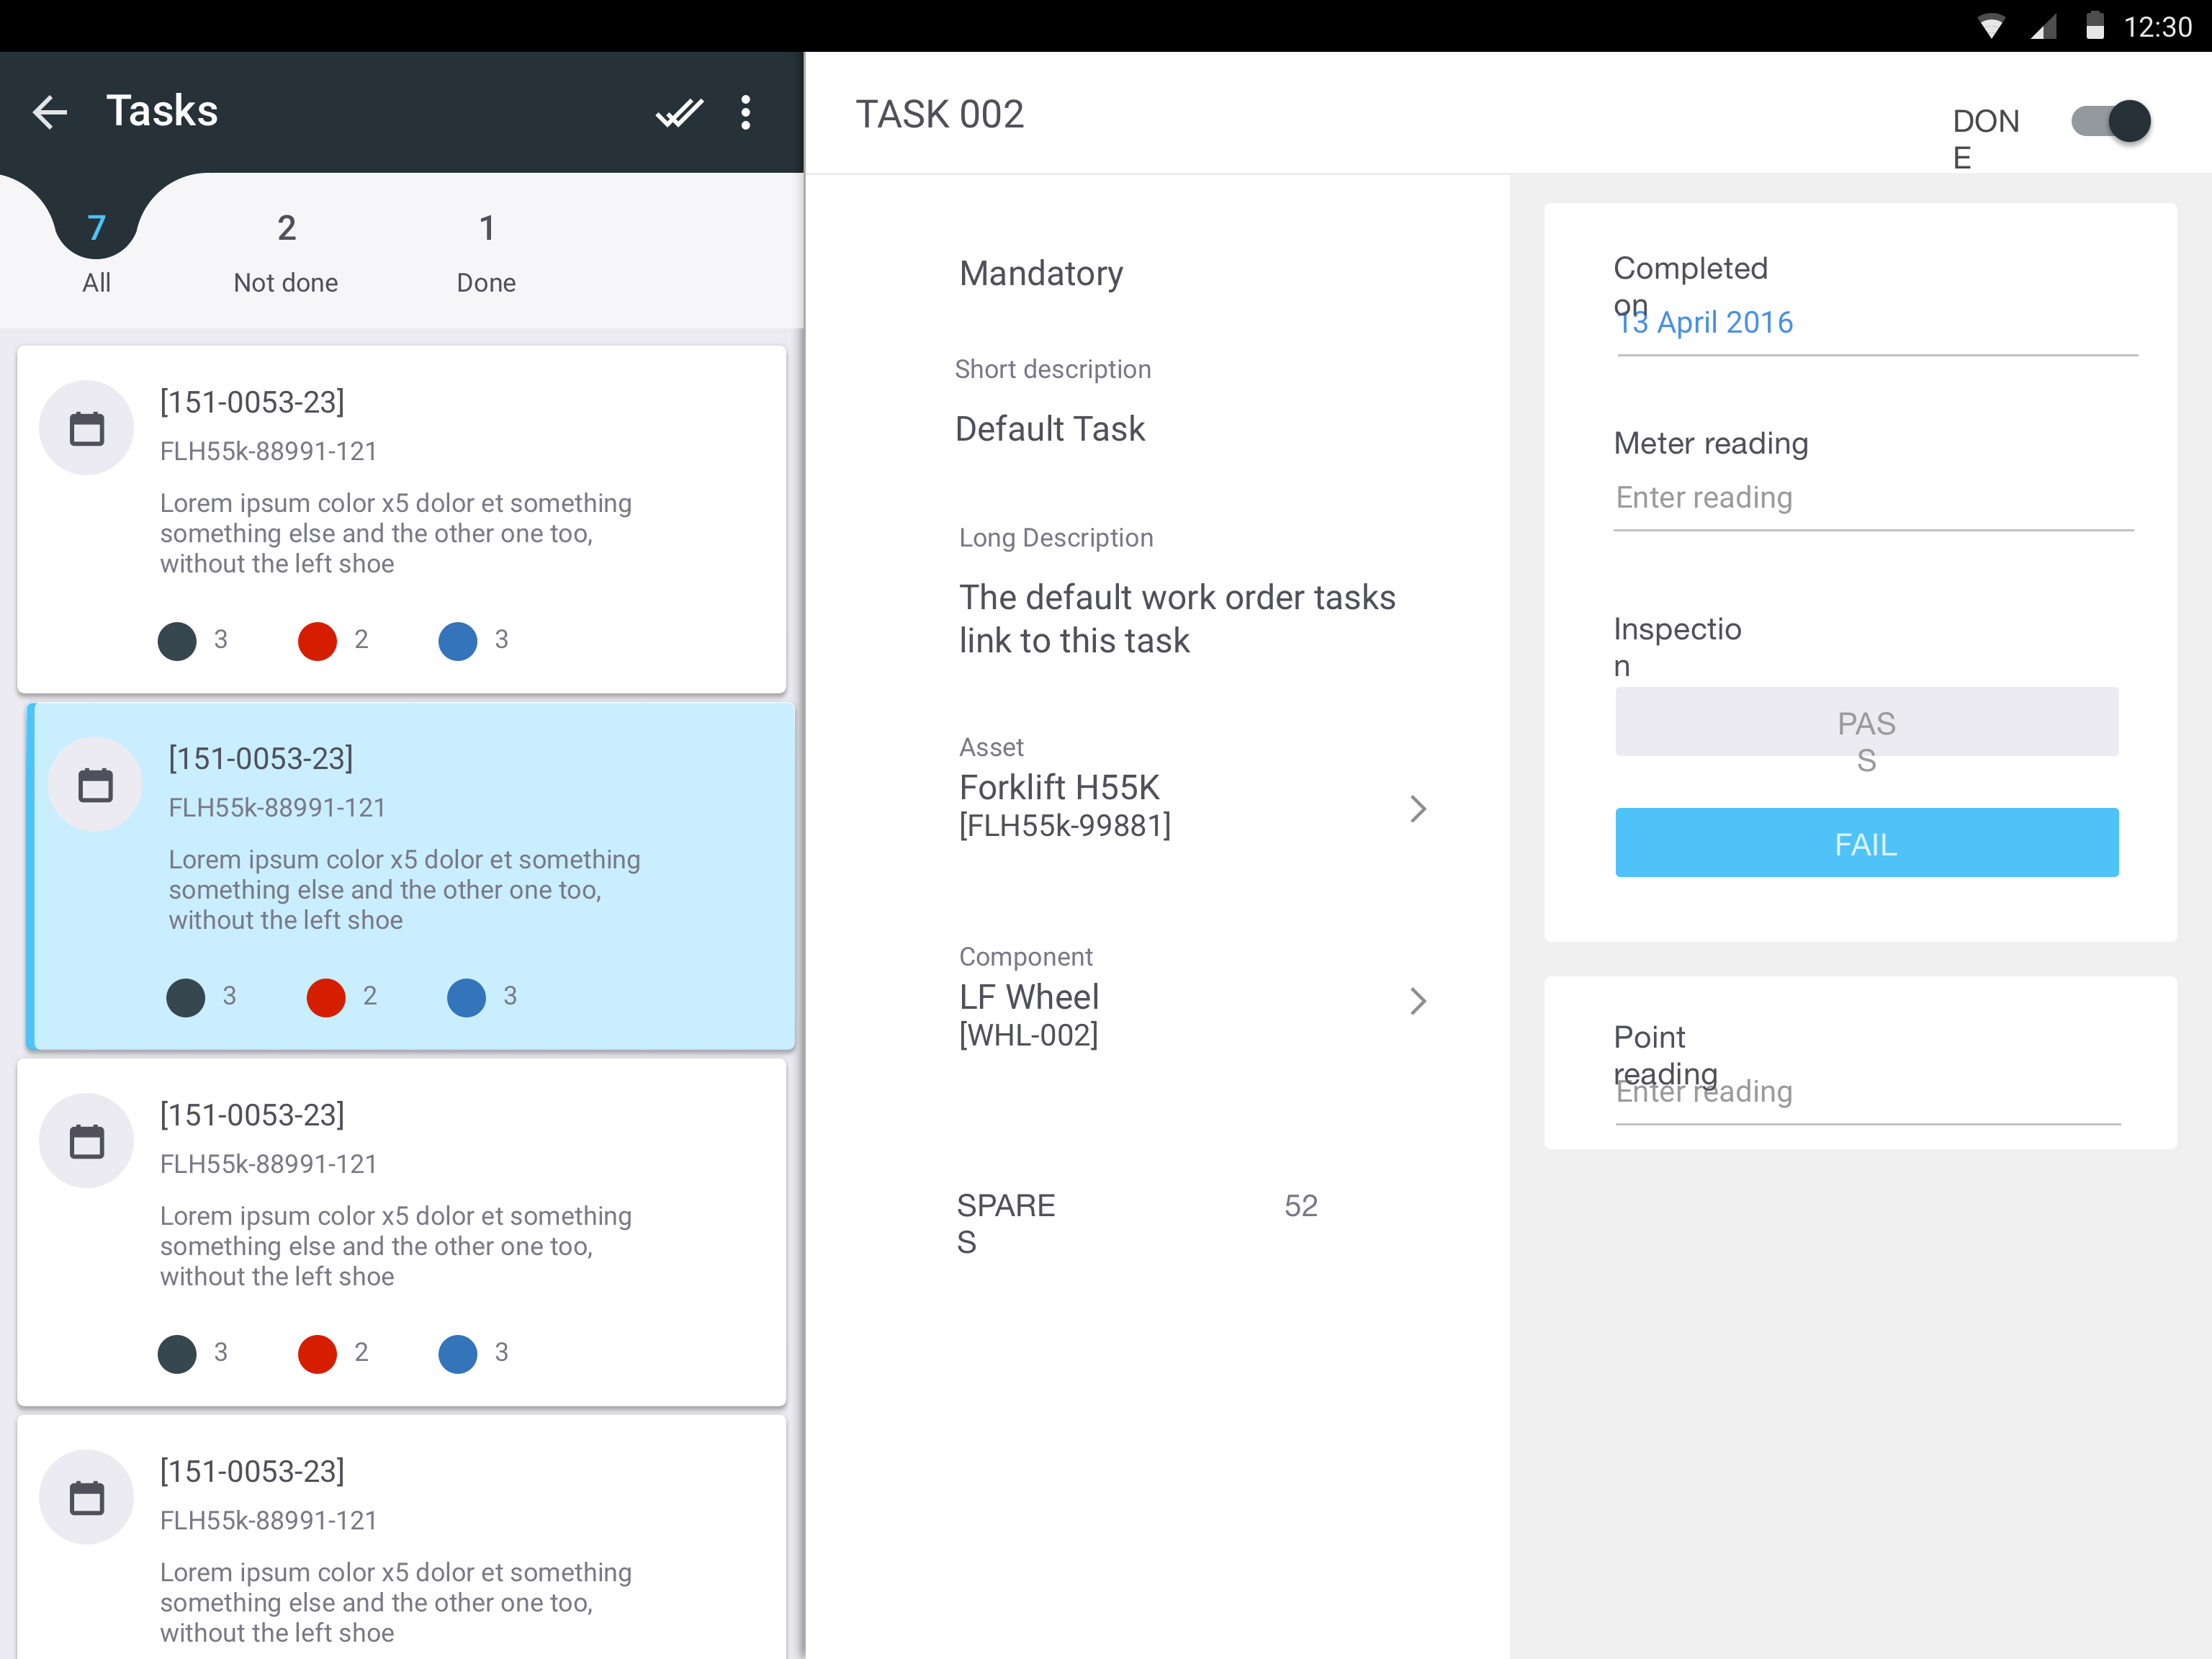 12:30
Tasks
7
All
2
Not done
1
Done
[151-0053-23]
FLH55k-88991-121
Lorem ipsum color x5 dolor et something
something else and the other one too,
without the left shoe
3 2 3
[151-0053-23]
FLH55k-88991-121
Lorem ipsum color x5 dolor et something
something else and the other one too,
without the left shoe
3 2 3
[151-0053-23]
FLH55k-88991-121
Lorem ipsum color x5 dolor et something
something else and the other one too,
without the left shoe
3 2 3
[151-0053-23]
FLH55k-88991-121
Lorem ipsum color x5 dolor et something
something else and the other one too,
without the left shoe
TASK 002
DON
E
Mandatory
Short description
Default Task
Long Description
The default work order tasks
link to this task
Asset
Forklift H55K
[FLH55k-99881]
Component
LF Wheel
[WHL-002]
SPARE
S
52
Completed
on
13 April 2016
Meter reading
Enter reading
Inspectio
n
PAS
S
FAIL
Point
reading
Enter reading